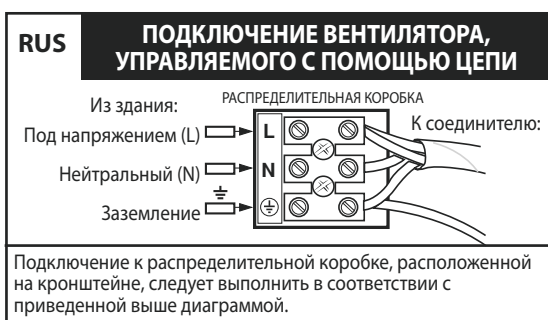 RUS
ПОДКЛЮЧЕНИЕ ВЕНТИЛЯТОРА,
УПРАВЛЯЕМОГО С ПОМОЩЬЮ ЦЕПИ
РАСПРЕДЕЛИТЕЛЬНАЯ КОРОБКА
Из здания:
К соединителю:
Под напряжением (L)
L
Нейтральный (N)
N
Заземление
Подключение к распределительной коробке, расположенной
на кронштейне, следует выполнить в соответствии с
приведенной выше диаграммой.